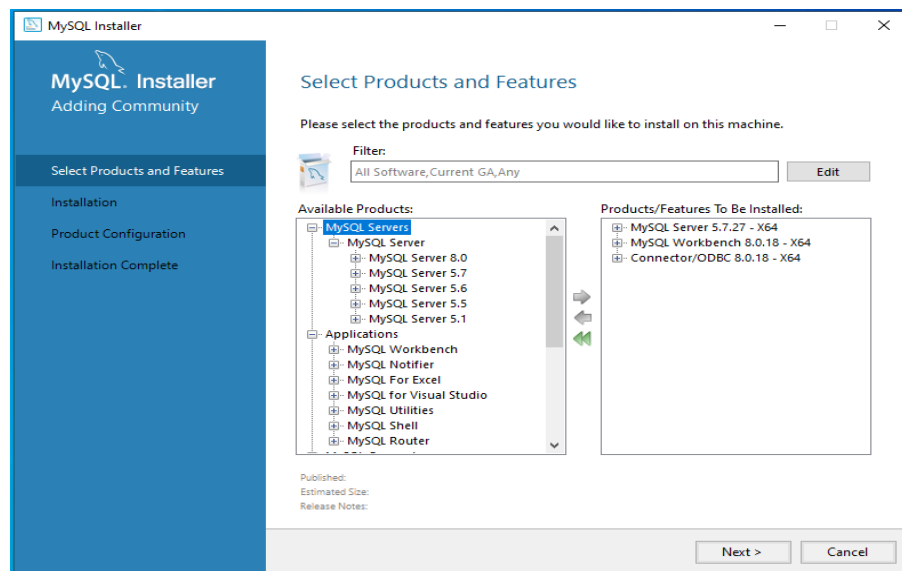 MySQL Installer
MySQL. Installer
Adding Community
Select Products and Features
Installation
Product Configuration
Installation Complete
Select Products and Features
Please select the products and features you would like to install on this machine.
Filter:
All Software,Current GA,Any
Edit
Available Products:
MySQL Servers
MySQL Server
MySQL Server 8.0
MySQL Server 5.7
MySQL Server 5.6
MySQL Server 5.5
MySQL Server 5.1
Applications
MySQL Workbench
MySQL Notifier
MySQL For Excel
MySQL for Visual Studio
MySQL Utilities
MySQL Shell
MySQL Router
Products/Features To Be Installed:
MySQL Server 5.7.27 - X64
MySQL Workbench 8.0.18 - X64
Connector/ODBC 8.0.18 - X64
Published:
Estimated Size:
Release Notes:
Next >
Cancel